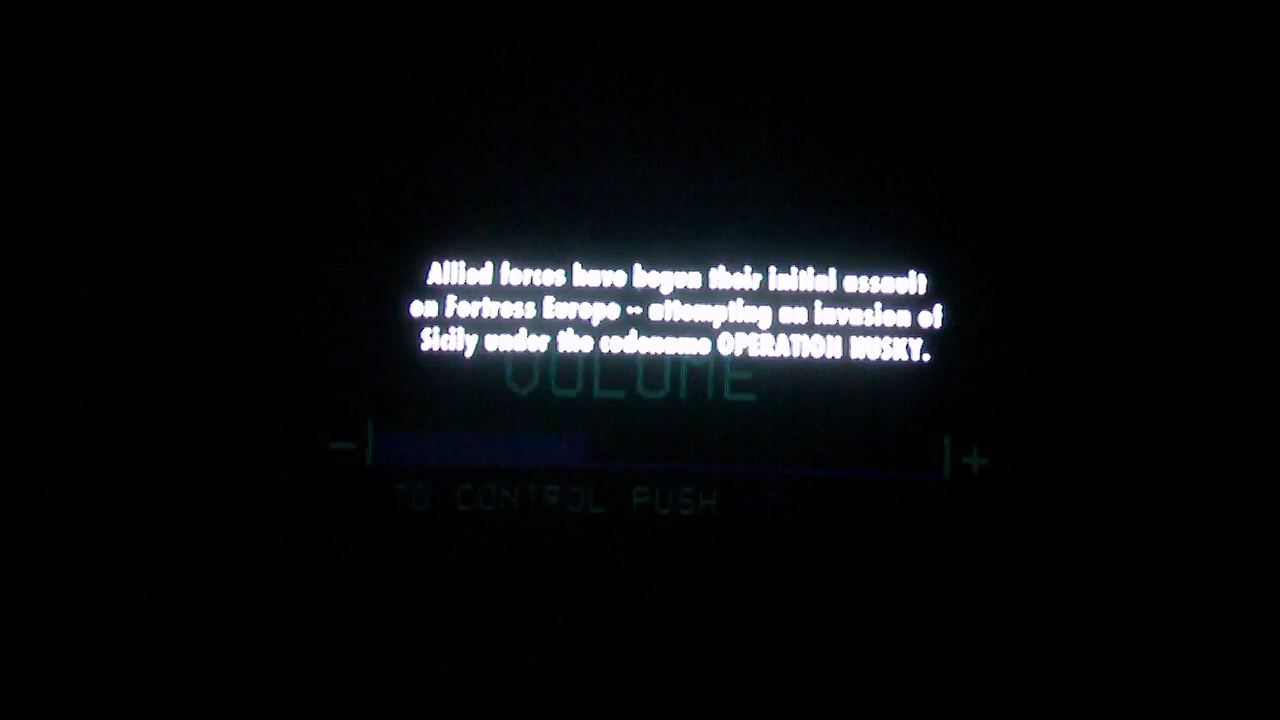 Allied forces have begun their initial assault
on Fortress Europe -- attempting an invasion of
Sicily under the codename OPERATION HUSKY.
VOLUME
- +
TO CONTROL PUSH